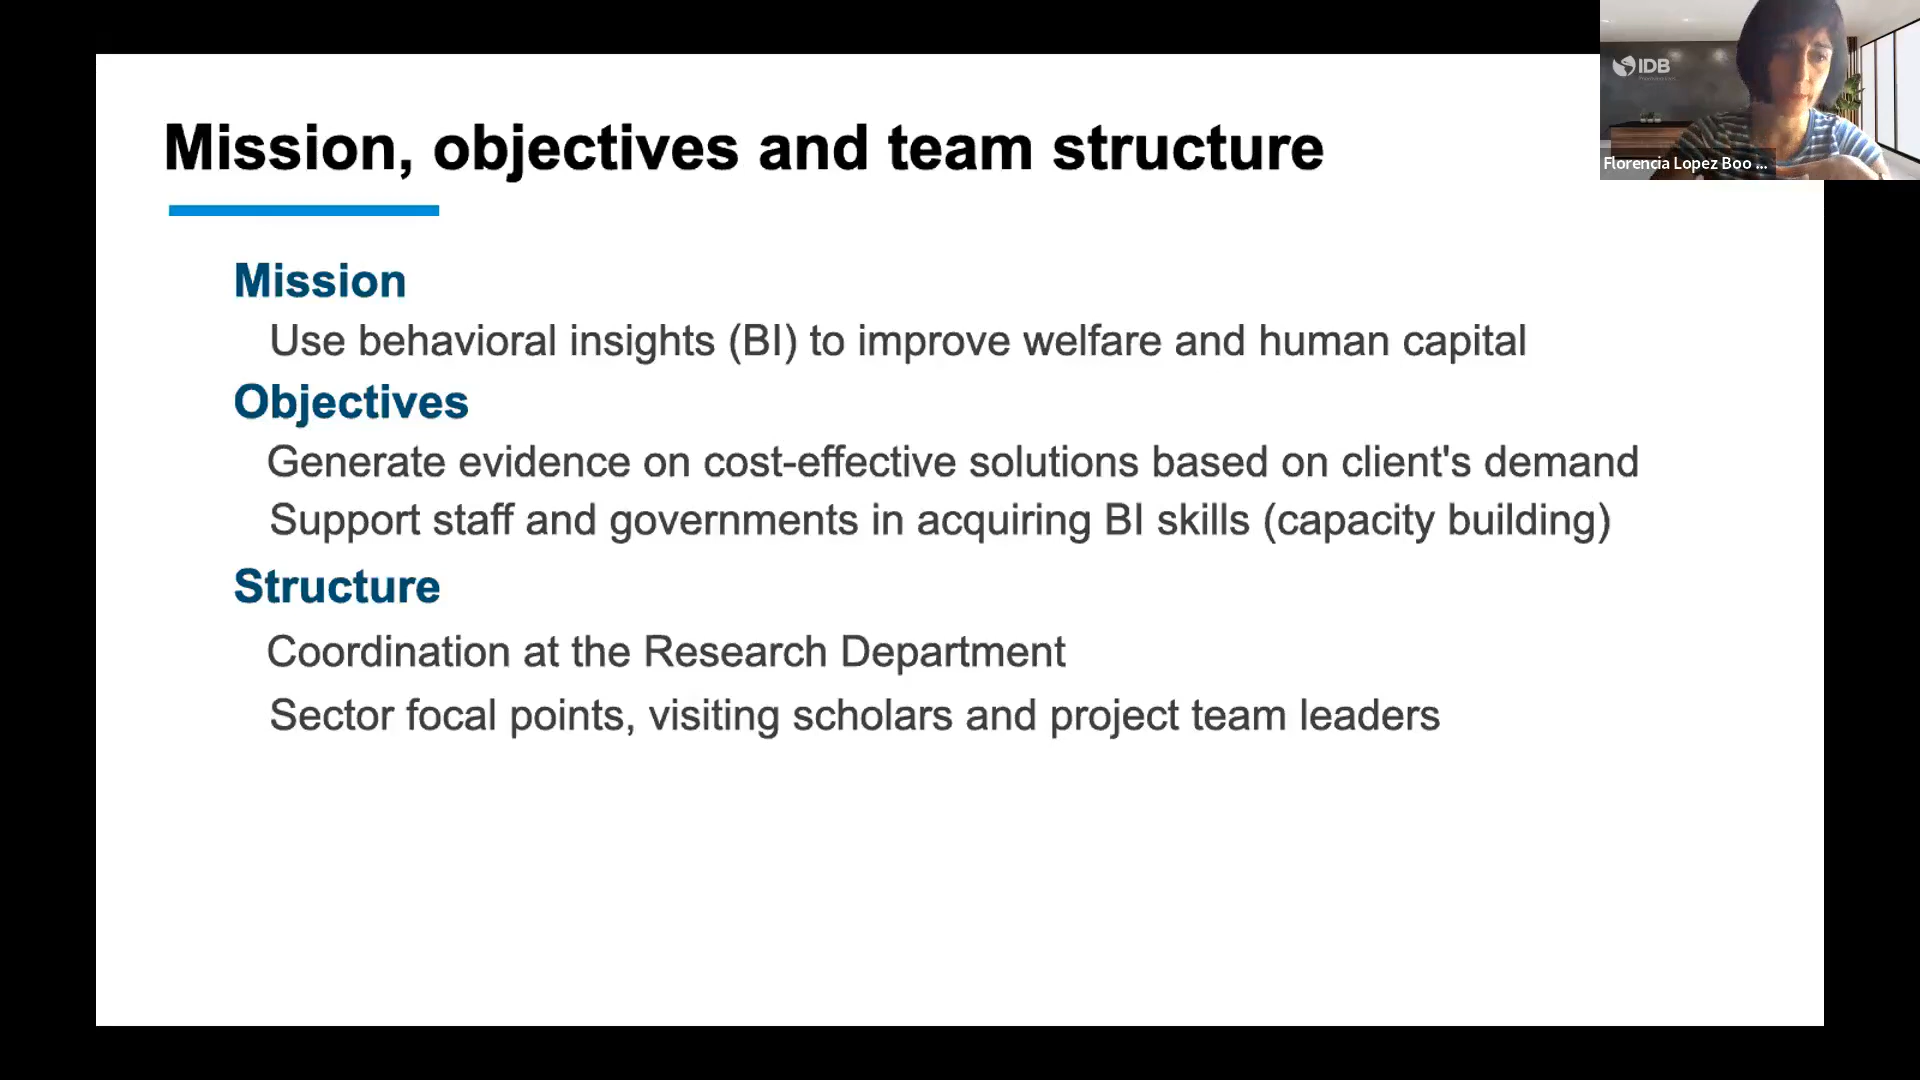 Mission, objectives and team structure
Mission
Use behavioral insights (BI) to improve welfare and human capital
Objectives
Generate evidence on cost-effective solutions based on client's demand
Support staff and governments in acquiring BI skills (capacity building)
Structure
Coordination at the Research Department
Sector focal points, visiting scholars and project team leaders
IDB
Florencia Lopez Boo ...